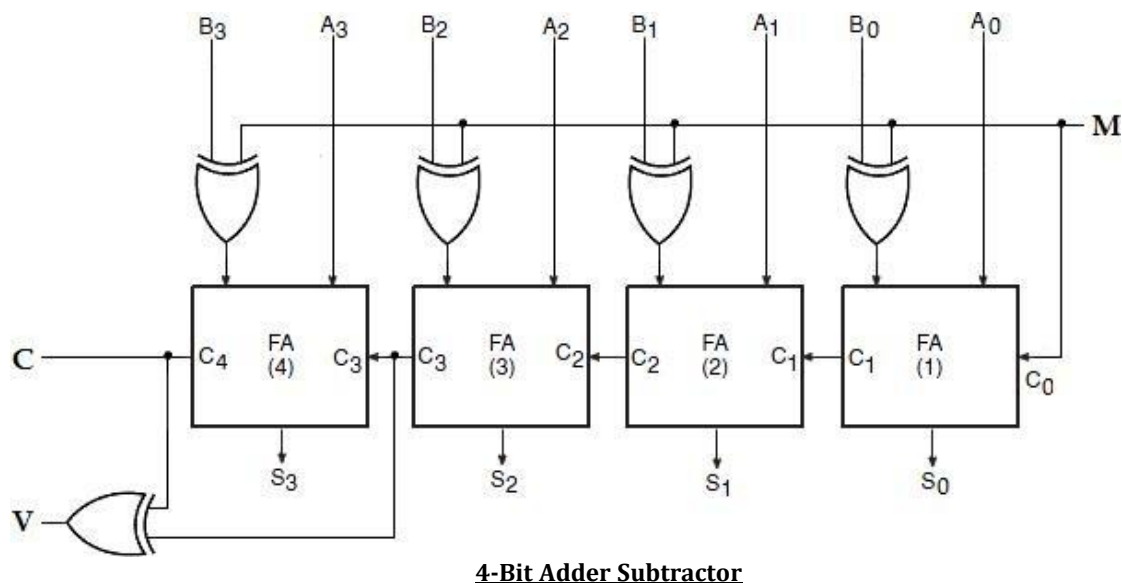 B3 A3 B2 A2 B1 A1 B0 A0
M
C C4 FA (4) C3 C3 FA (3) C2 C2 FA (2) C1 C1 FA (1) C0
S3 S2 S1 S0
V
4-Bit Adder Subtractor